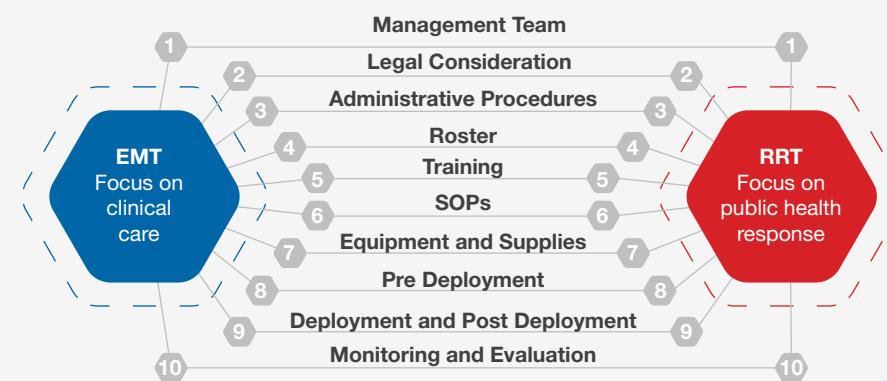 Management Team
1 1
Legal Consideration
2 2
Administrative Procedures
3 3
Roster
4 4
Training
5 5
SOPs
6 6
Equipment and Supplies
7 7
Pre Deployment
8 8
Deployment and Post Deployment
9 9
Monitoring and Evaluation
10 10
EMT
Focus on
clinical
care
RRT
Focus on
public health
response